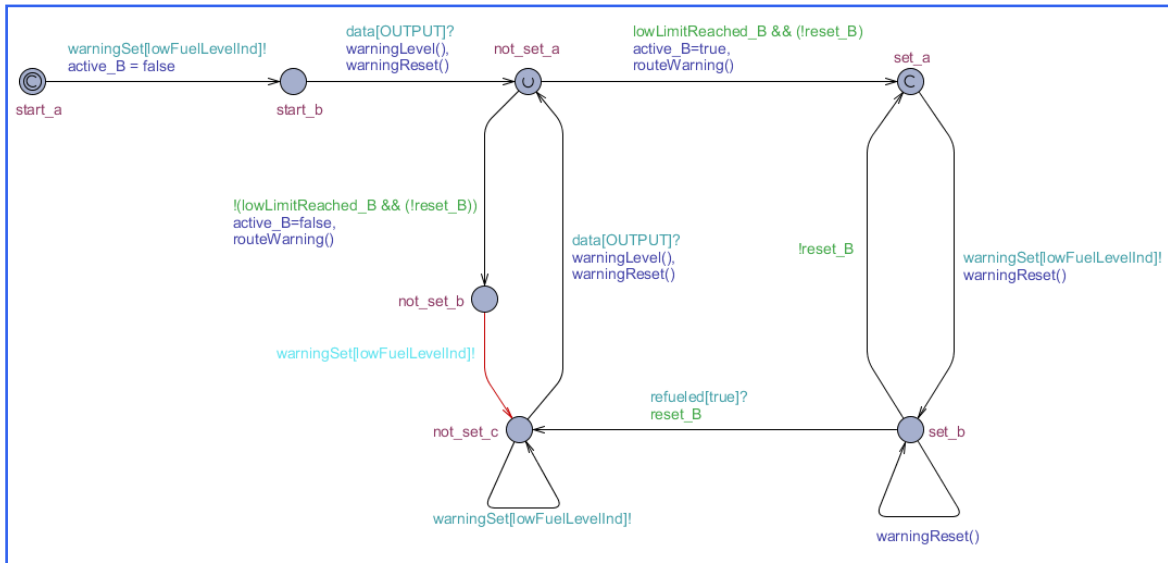 warningSet[lowFuelLevelInd]!
active_B = false
start_a
start_b
data[OUTPUT]?
warningLevel(),
warningReset()
not_set_a
lowLimitReached_B && (!reset_B)
active_B=true,
routeWarning()
set_a
C
C
!(lowLimitReached_B && (!reset_B))
active_B=false,
routeWarning()
not_set_b
data[OUTPUT]?
warningLevel(),
warningReset()
!reset_B
warningSet[lowFuelLevelInd]!
warningReset()
warningSet[lowFuelLevelInd]!
not_set_c
refueled[true]?
reset_B
set_b
warningSet[lowFuelLevelInd]!
warningReset()